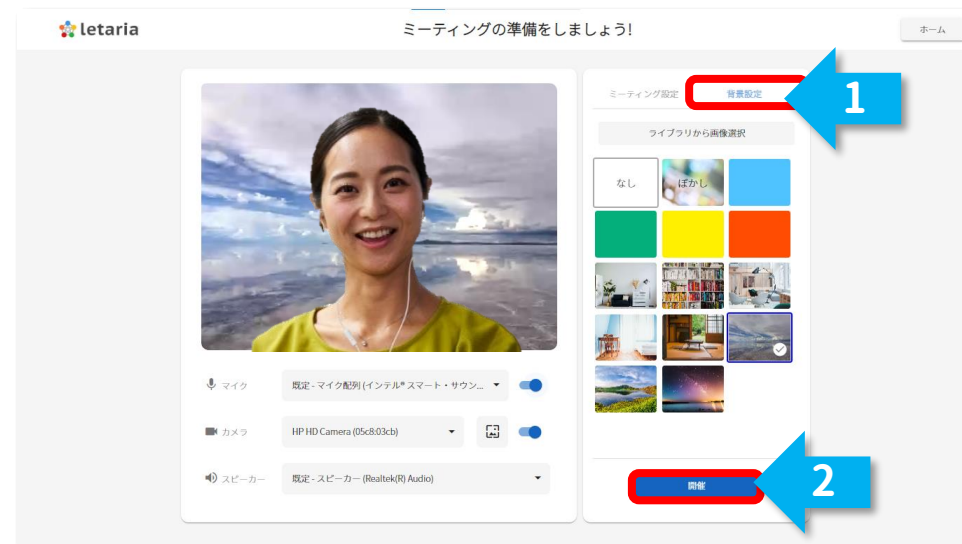 letaria
ミーティングの準備をしましょう!
ホーム
ミーティング設定
背景設定
1
ライブラリから画像選択
なし
ぼかし
マイク
既定 - マイク配列 (インテル® スマート・サウン...
カメラ
HP HD Camera (05c8:03cb)
スピーカー
既定 - スピーカー (Realtek(R) Audio)
開催
2